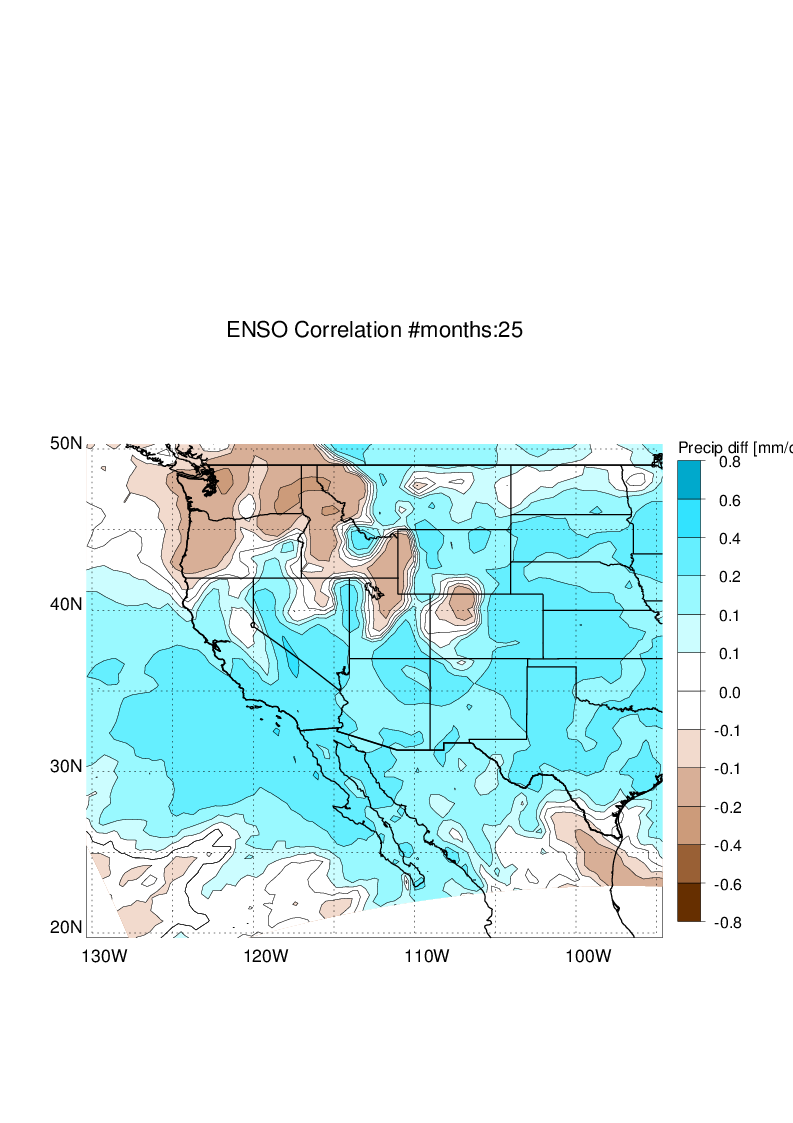 ENSO Correlation #months:25
Precip diff [mm/d
50N
40N
30N
20N
130W
120W
110W
100W
0.8
0.6
0.4
0.2
0.1
0.1
0.0
-0.1
-0.1
-0.2
-0.4
-0.6
-0.8